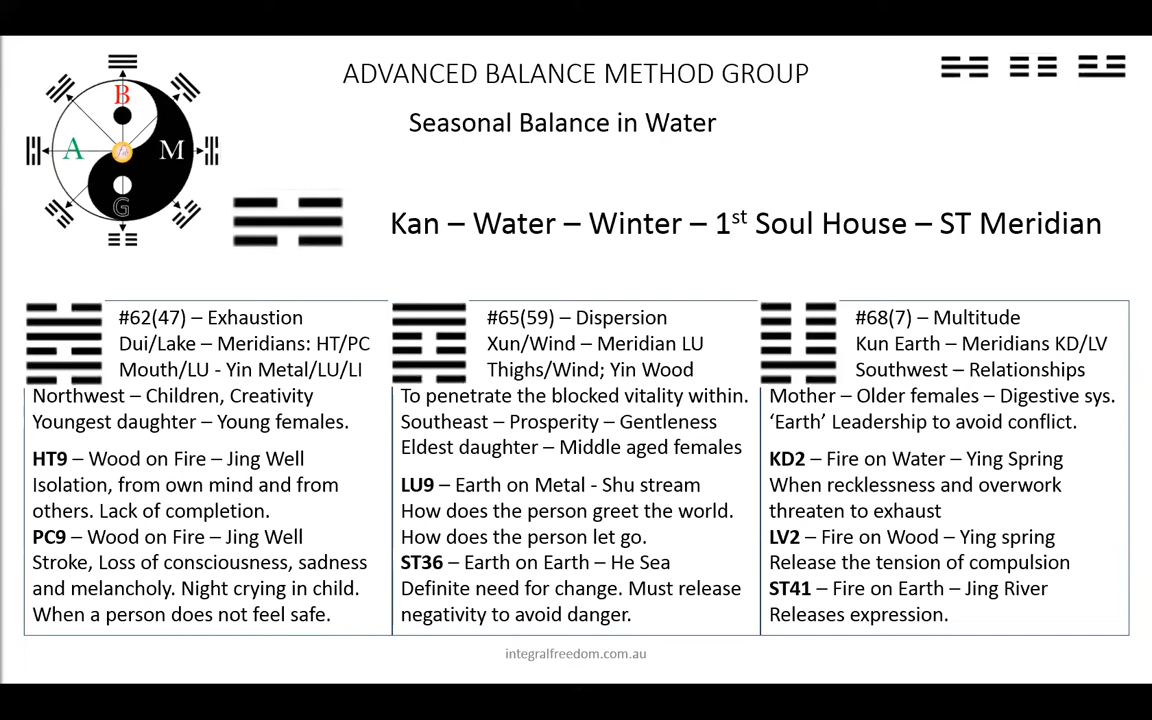 ADVANCED BALANCE METHOD GROUP
Seasonal Balance in Water
B
A
M
G
Kan – Water – Winter – 1st Soul House – ST Meridian
#62(47) – Exhaustion
Dui/Lake – Meridians: HT/PC
Mouth/LU - Yin Metal/LU/LI
Northwest – Children, Creativity
Youngest daughter – Young females.
HT9 – Wood on Fire – Jing Well
Isolation, from own mind and from
others. Lack of completion.
PC9 – Wood on Fire – Jing Well
Stroke, Loss of consciousness, sadness
and melancholy. Night crying in child.
When a person does not feel safe.
#65(59) – Dispersion
Xun/Wind – Meridian LU
Thighs/Wind; Yin Wood
To penetrate the blocked vitality within.
Southeast – Prosperity – Gentleness
Eldest daughter – Middle aged females
LU9 – Earth on Metal - Shu stream
How does the person greet the world.
How does the person let go.
ST36 – Earth on Earth – He Sea
Definite need for change. Must release
negativity to avoid danger.
#68(7) – Multitude
Kun Earth – Meridians KD/LV
Southwest – Relationships
Mother – Older females – Digestive sys.
‘Earth’ Leadership to avoid conflict.
KD2 – Fire on Water – Ying Spring
When recklessness and overwork
threaten to exhaust
LV2 – Fire on Wood – Ying spring
Release the tension of compulsion
ST41 – Fire on Earth – Jing River
Releases expression.
integralfreedom.com.au